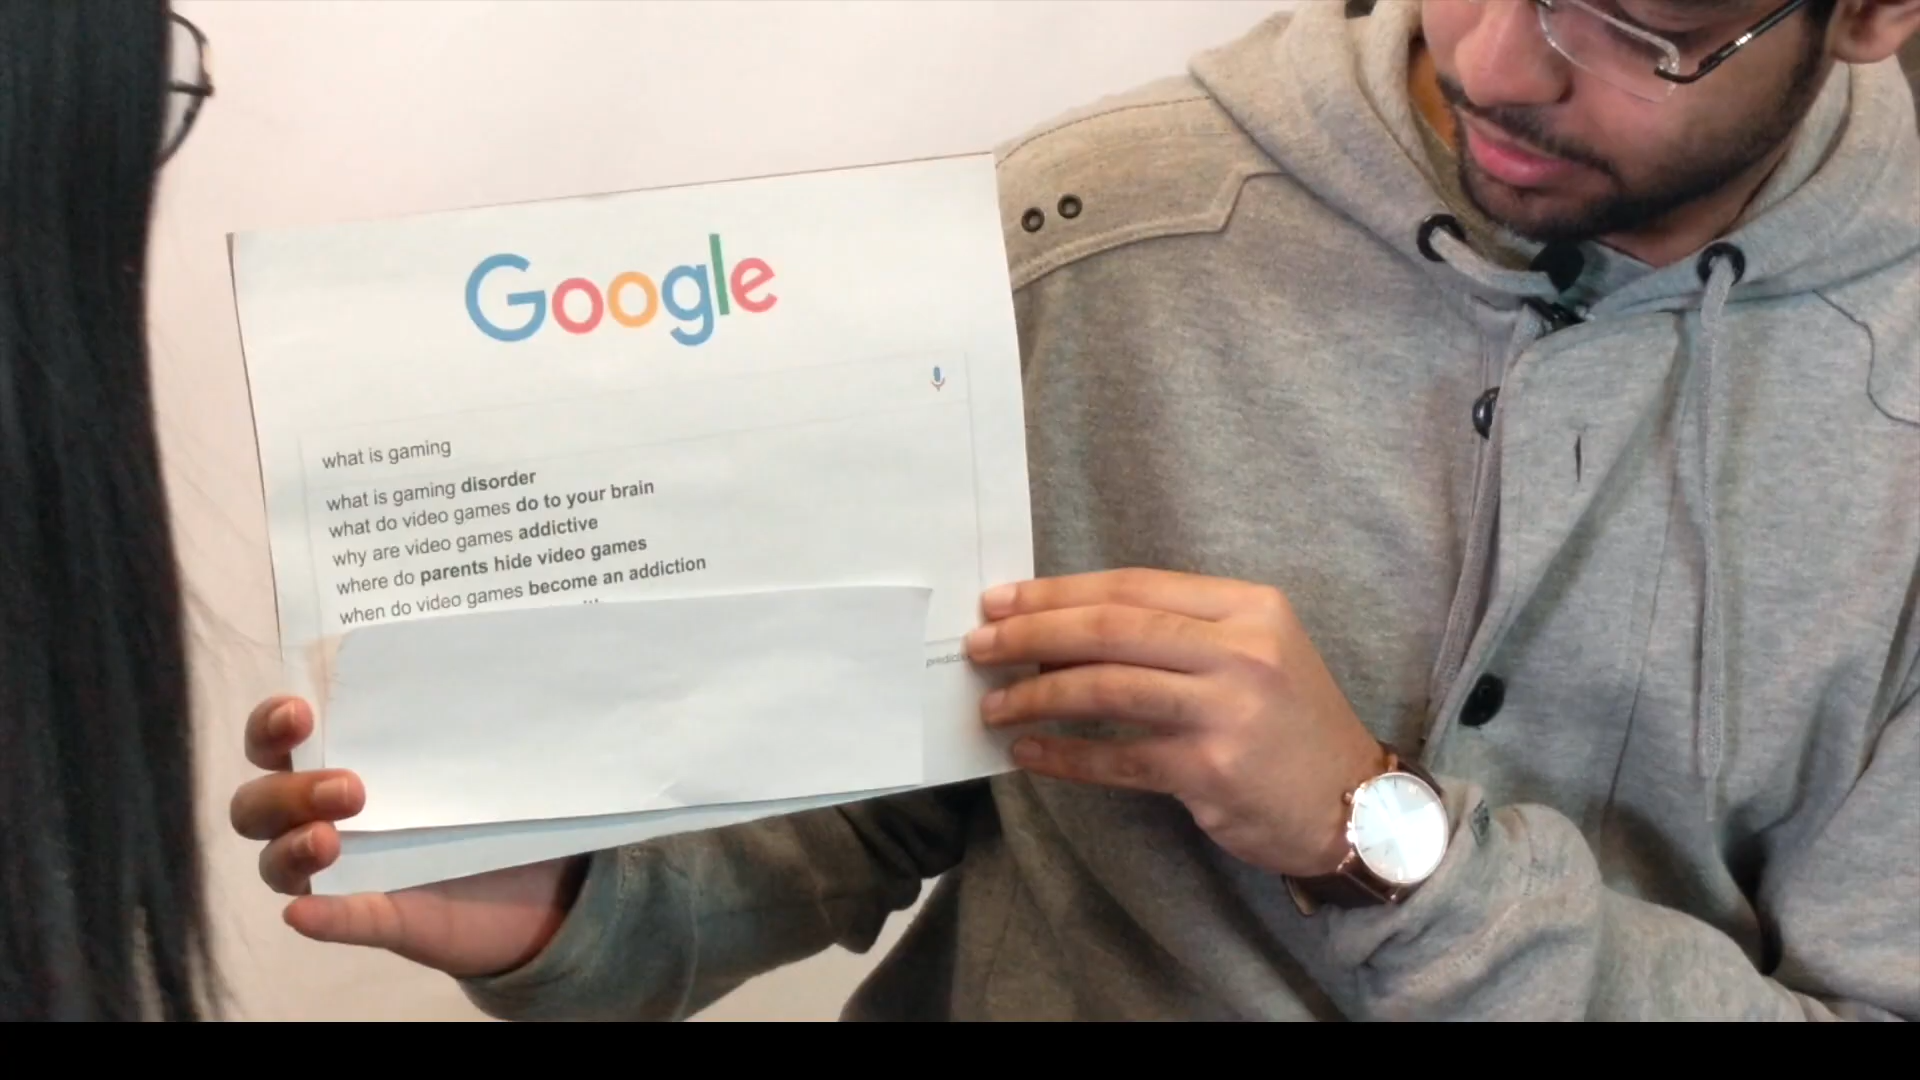 Google
what is gaming
what is gaming disorder
what do video games do to your brain
why are video games addictive
where do parents hide video games
when do video games become an addiction